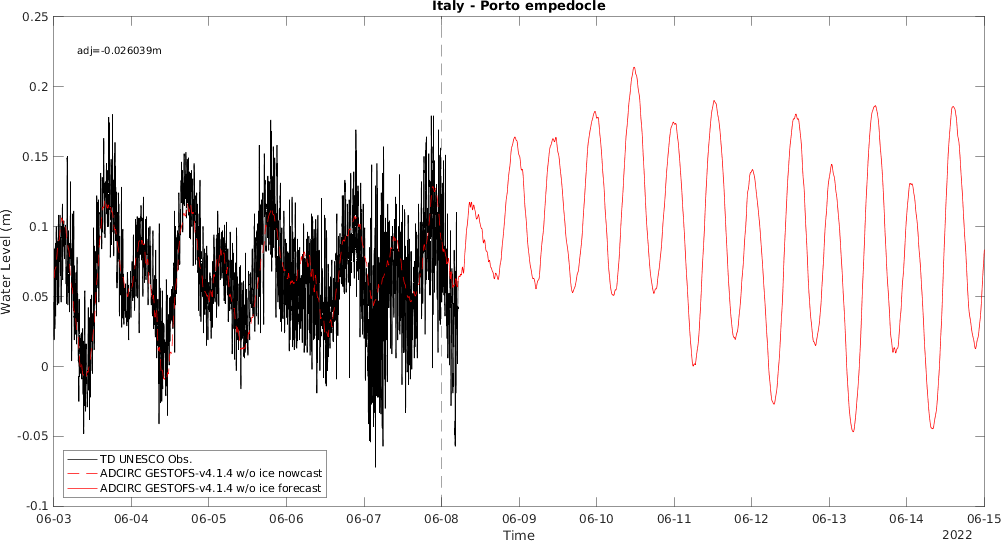 Italy - Porto empedocle
0.25
adj=-0.026039m
0.2
0.15
0.1
0.05
0
-0.05
-0.1
Water Level (m)
TD UNESCO Obs.
ADCIRC GESTOFS-v4.1.4 w/o ice nowcast
ADCIRC GESTOFS-v4.1.4 w/o ice forecast
06-03 06-04 06-05 06-06 06-07 06-08 06-09 06-10 06-11 06-12 06-13 06-14 06-15
Time
2022